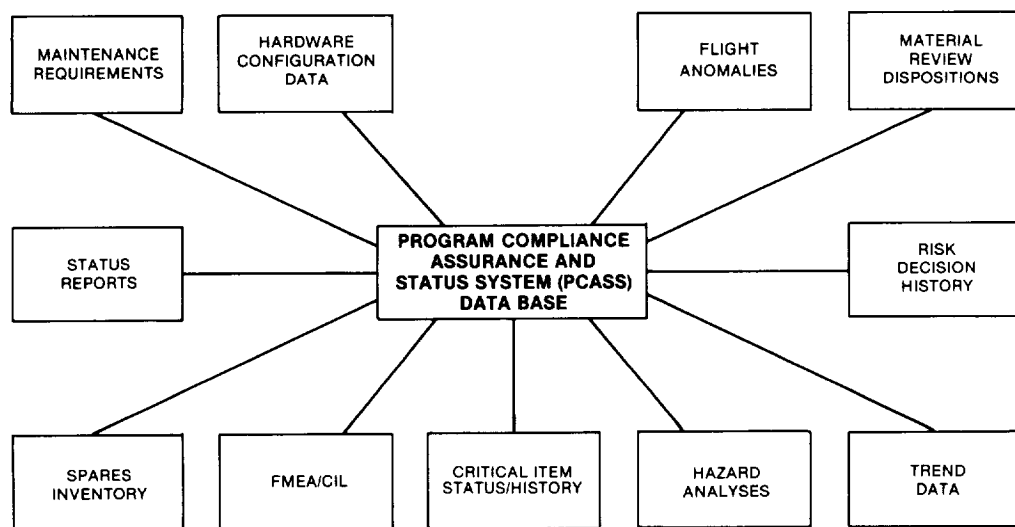 MAINTENANCE
REQUIREMENTS
HARDWARE
CONFIGURATION
DATA
FLIGHT
ANOMALIES
MATERIAL
REVIEW
DISPOSITIONS
STATUS
REPORTS
PROGRAM COMPLIANCE
ASSURANCE AND
STATUS SYSTEM (PCASS)
DATA BASE
RISK
DECISION
HISTORY
SPARES
INVENTORY
FMEA/CIL
CRITICAL ITEM
STATUS/HISTORY
HAZARD
ANALYSES
TREND
DATA